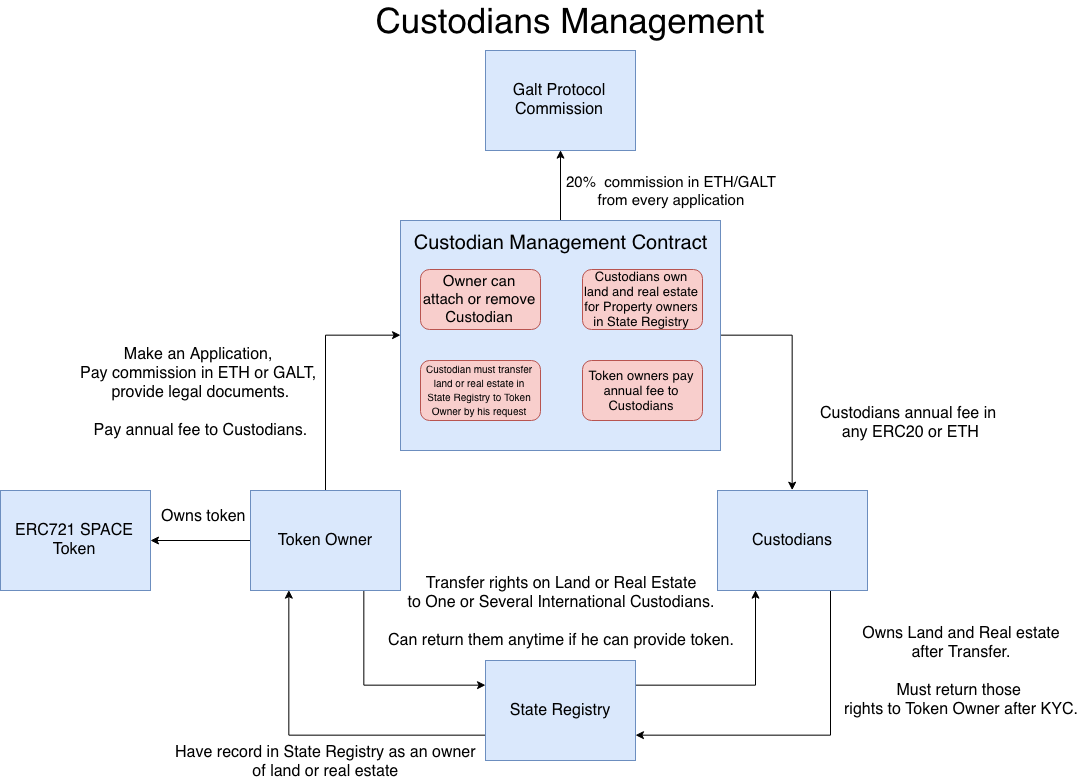 Custodians Management
Galt Protocol
Commission
20%  commission in ETH/GALT
from every application
Custodian Management Contract
Owner can
attach or remove
Custodian
Custodians own
land and real estate
for Property owners
in State Registry
Custodian must transfer
land or real estate in
State Registry to Token
Owner by his request
Token owners pay
annual fee to
Custodians
Make an Application,
Pay commission in ETH or GALT,
provide legal documents.
Pay annual fee to Custodians.
Custodians annual fee in
any ERC20 or ETH
ERC721 SPACE
Token
Owns token
Token Owner
Custodians
Transfer rights on Land or Real Estate
to One or Several International Custodians.
Can return them anytime if he can provide token.
Owns Land and Real estate
after Transfer.
Must return those
rights to Token Owner after KYC.
State Registry
Have record in State Registry as an owner
of land or real estate